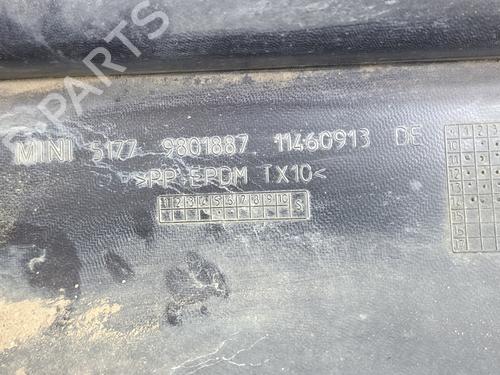 MINI 5177 9801887 11460913 DE
>PP-EPDM TX10<
1 2 3 4 5 6 7 8 9 10 S
B-PARTS